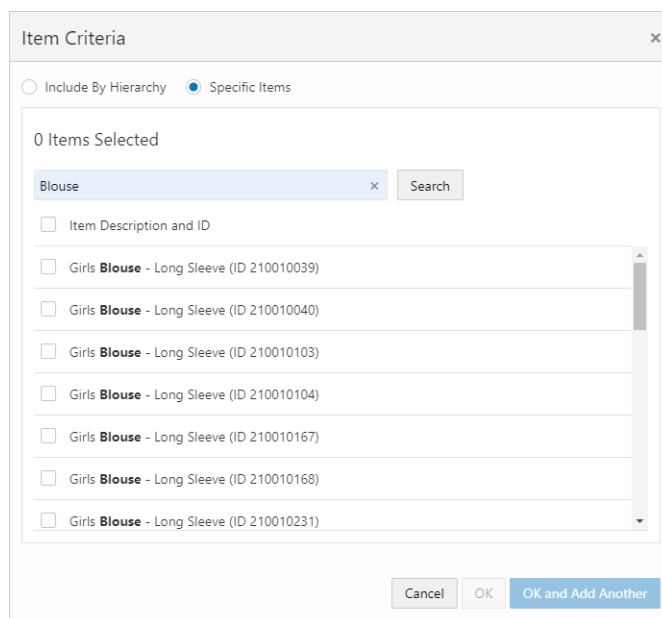 Item Criteria ×
Include By Hierarchy Specific Items
0 Items Selected
Blouse × Search
Item Description and ID
Girls Blouse - Long Sleeve (ID 210010039)
Girls Blouse - Long Sleeve (ID 210010040)
Girls Blouse - Long Sleeve (ID 210010103)
Girls Blouse - Long Sleeve (ID 210010104)
Girls Blouse - Long Sleeve (ID 210010167)
Girls Blouse - Long Sleeve (ID 210010168)
Girls Blouse - Long Sleeve (ID 210010231)
Cancel OK OK and Add Another